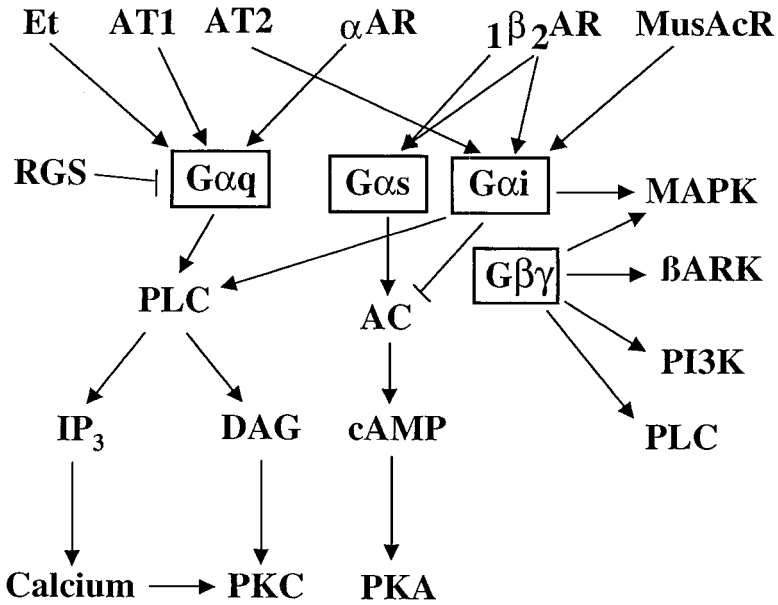 Et AT1 AT2 αAR 1β2AR MusAcR
RGS Gαq Gαs Gαi MAPK
Gβγ ßARK
PLC AC
PI3K
IP3 DAG cAMP PLC
Calcium PKC PKA